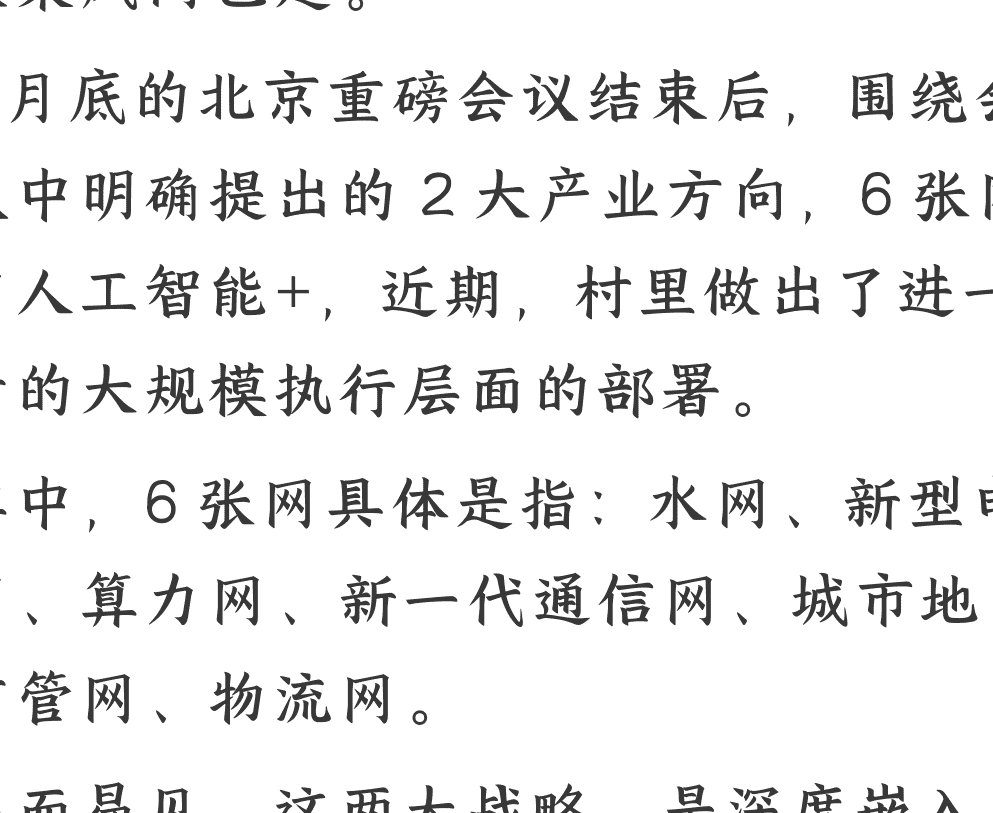 月底的北京重磅会议结束后，围绕
中明确提出的 2 大产业方向，6 张
人工智能+，近期，村里做出了进一
的大规模执行层面的部署。
中，6 张网具体是指：水网、新型
、算力网、新一代通信网、城市地
管网、物流网。